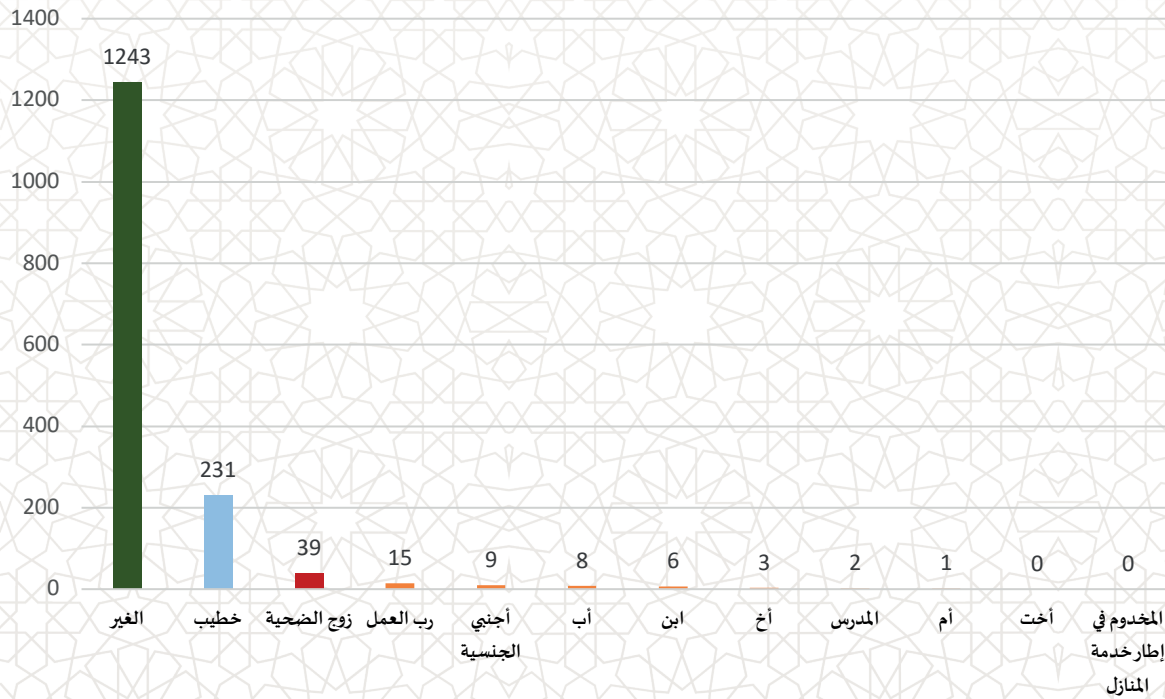 1400
1200
1000
800
600
400
200
0
1243
231
39
15
9
8
6
3
2
1
0
0
الغير
خطيب
زوج الضحية
رب العمل
أجنبي
الجنسية
أب
ابن
أخ
المدرس
أم
أخت
المخدوم في
إطار خدمة
المنازل